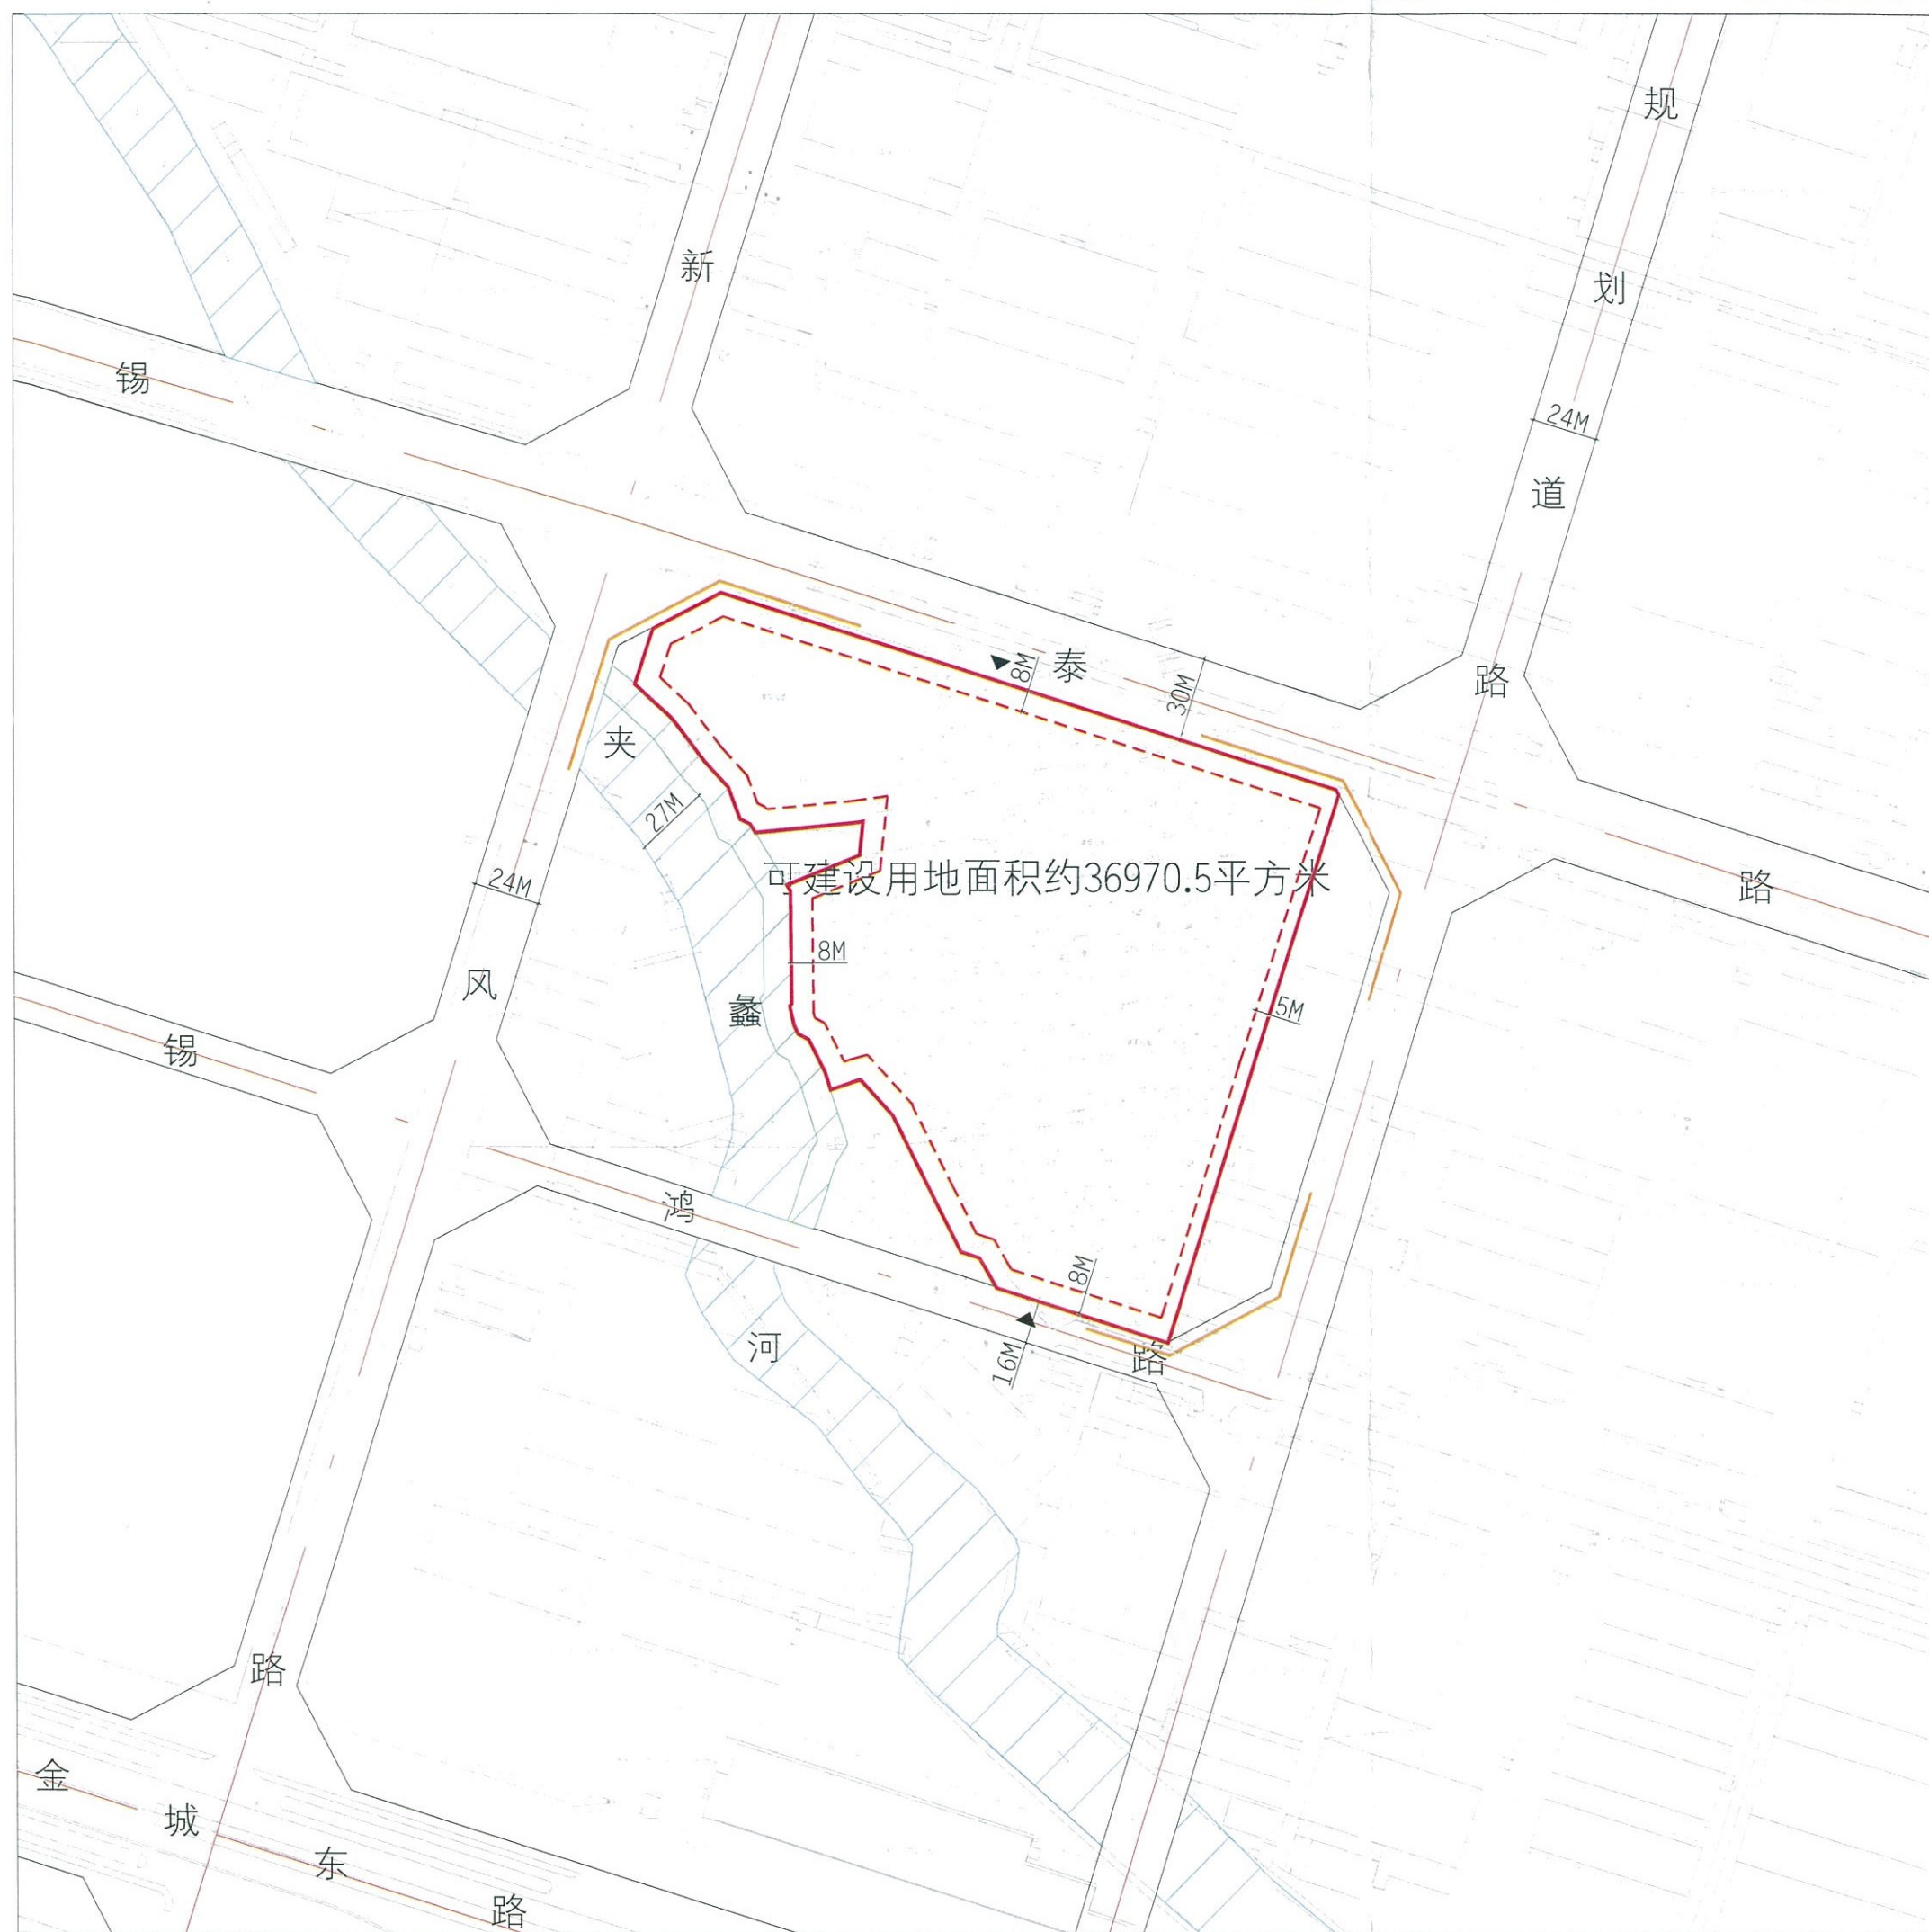 规
划
道
路
24M
新
风
路
24M
锡
泰
路
30M
8M
夹
蠡
河
27M
可建设用地面积约36970.5平方米
8M
5M
8M
锡
鸿
路
16M
金
城
东
路